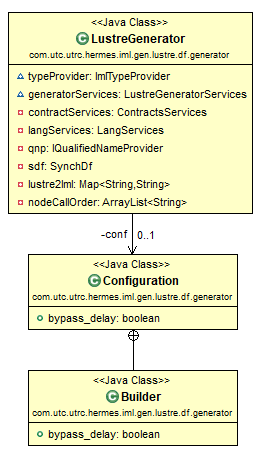 <<Java Class>>
LustreGenerator
com.utc.utrc.hermes.iml.gen.lustre.df.generator
typeProvider: ImlTypeProvider
generatorServices: LustreGeneratorServices
contractServices: ContractsServices
langServices: LangServices
qnp: IQualifiedNameProvider
sdf: SynchDf
lustre2Iml: Map<String,String>
nodeCallOrder: ArrayList<String>
-conf 0..1
<<Java Class>>
Configuration
com.utc.utrc.hermes.iml.gen.lustre.df.generator
bypass_delay: boolean
<<Java Class>>
Builder
com.utc.utrc.hermes.iml.gen.lustre.df.generator
bypass_delay: boolean